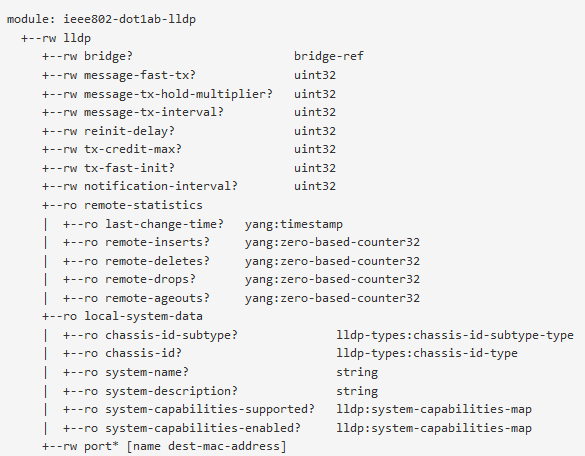 module: ieee802-dot1ab-lldp
  +--rw lldp
     +--rw bridge?                       bridge-ref
     +--rw message-fast-tx?              uint32
     +--rw message-tx-hold-multiplier?   uint32
     +--rw message-tx-interval?          uint32
     +--rw reinit-delay?                 uint32
     +--rw tx-credit-max?                uint32
     +--rw tx-fast-init?                 uint32
     +--rw notification-interval?        uint32
     +--ro remote-statistics
     |  +--ro last-change-time?   yang:timestamp
     |  +--ro remote-inserts?     yang:zero-based-counter32
     |  +--ro remote-deletes?     yang:zero-based-counter32
     |  +--ro remote-drops?       yang:zero-based-counter32
     |  +--ro remote-ageouts?     yang:zero-based-counter32
     +--ro local-system-data
     |  +--ro chassis-id-subtype?              lldp-types:chassis-id-subtype-type
     |  +--ro chassis-id?                      lldp-types:chassis-id-type
     |  +--ro system-name?                     string
     |  +--ro system-description?              string
     |  +--ro system-capabilities-supported?   lldp:system-capabilities-map
     |  +--ro system-capabilities-enabled?     lldp:system-capabilities-map
     +--rw port* [name dest-mac-address]